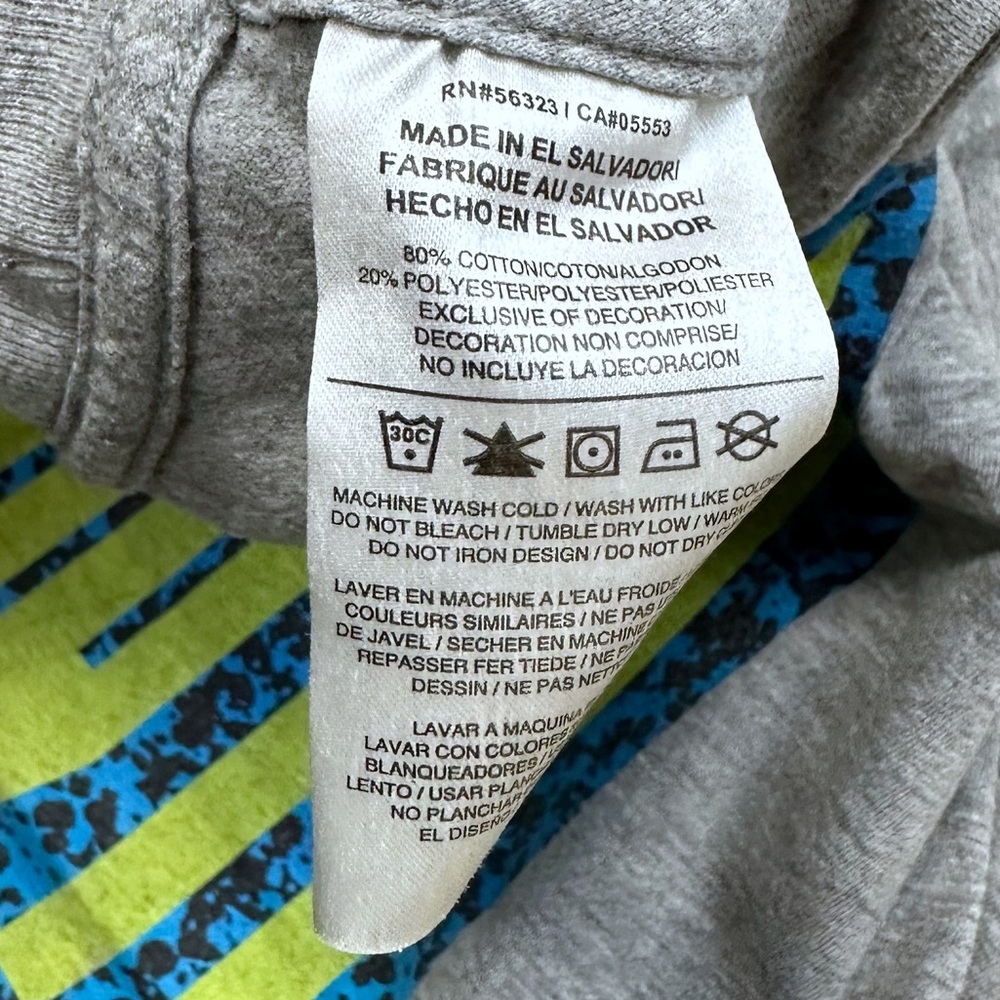 RN#56323 | CA#05553
MADE IN EL SALVADOR/
FABRIQUE AU SALVADOR/
HECHO EN EL SALVADOR
80% COTTON/COTON/ALGODON
20% POLYESTER/POLYESTER/POLIESTER
EXCLUSIVE OF DECORATION/
DECORATION NON COMPRISE/
NO INCLUYE LA DECORACION
30C
MACHINE WASH COLD / WASH WITH LIKE COLORS
DO NOT BLEACH / TUMBLE DRY LOW / WARM
DO NOT IRON DESIGN / DO NOT DRY
LAVER EN MACHINE A L'EAU FROIDE
COULEURS SIMILAIRES / NE PAS
DE JAVEL / SECHER EN MACHINE
REPASSER FER TIEDE / NE
DESSIN / NE PAS
LAVAR A MAQUINA
LAVAR CON COLORES
BLANQUEADORES /
LENTO / USAR
NO PLANCHAR
EL DISEÑO